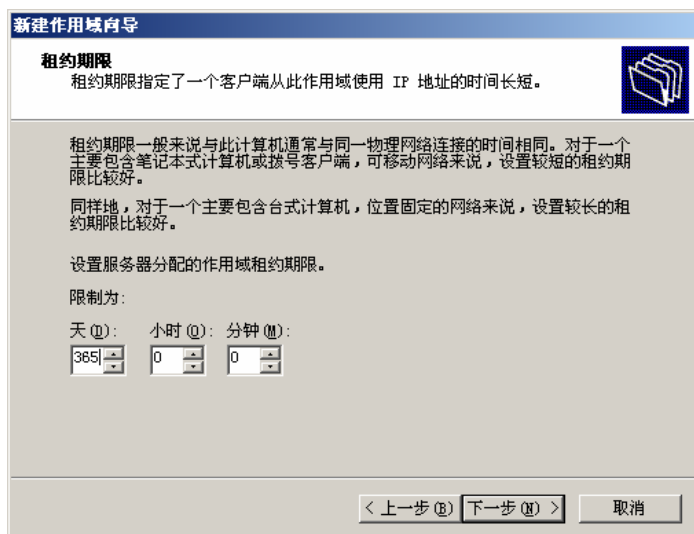 新建作用域向导
租约期限
租约期限指定了一个客户端从此作用域使用 IP 地址的时间长短。
租约期限一般来说与此计算机通常与同一物理网络连接的时间相同。对于一个
主要包含笔记本式计算机或拨号客户端，可移动网络来说，设置较短的租约期
限比较好。
同样地，对于一个主要包含台式计算机，位置固定的网络来说，设置较长的租
约期限比较好。
设置服务器分配的作用域租约期限。
限制为:
天(D): 小时(O): 分钟(M):
365 0 0
< 上一步(B) 下一步(N) > 取消